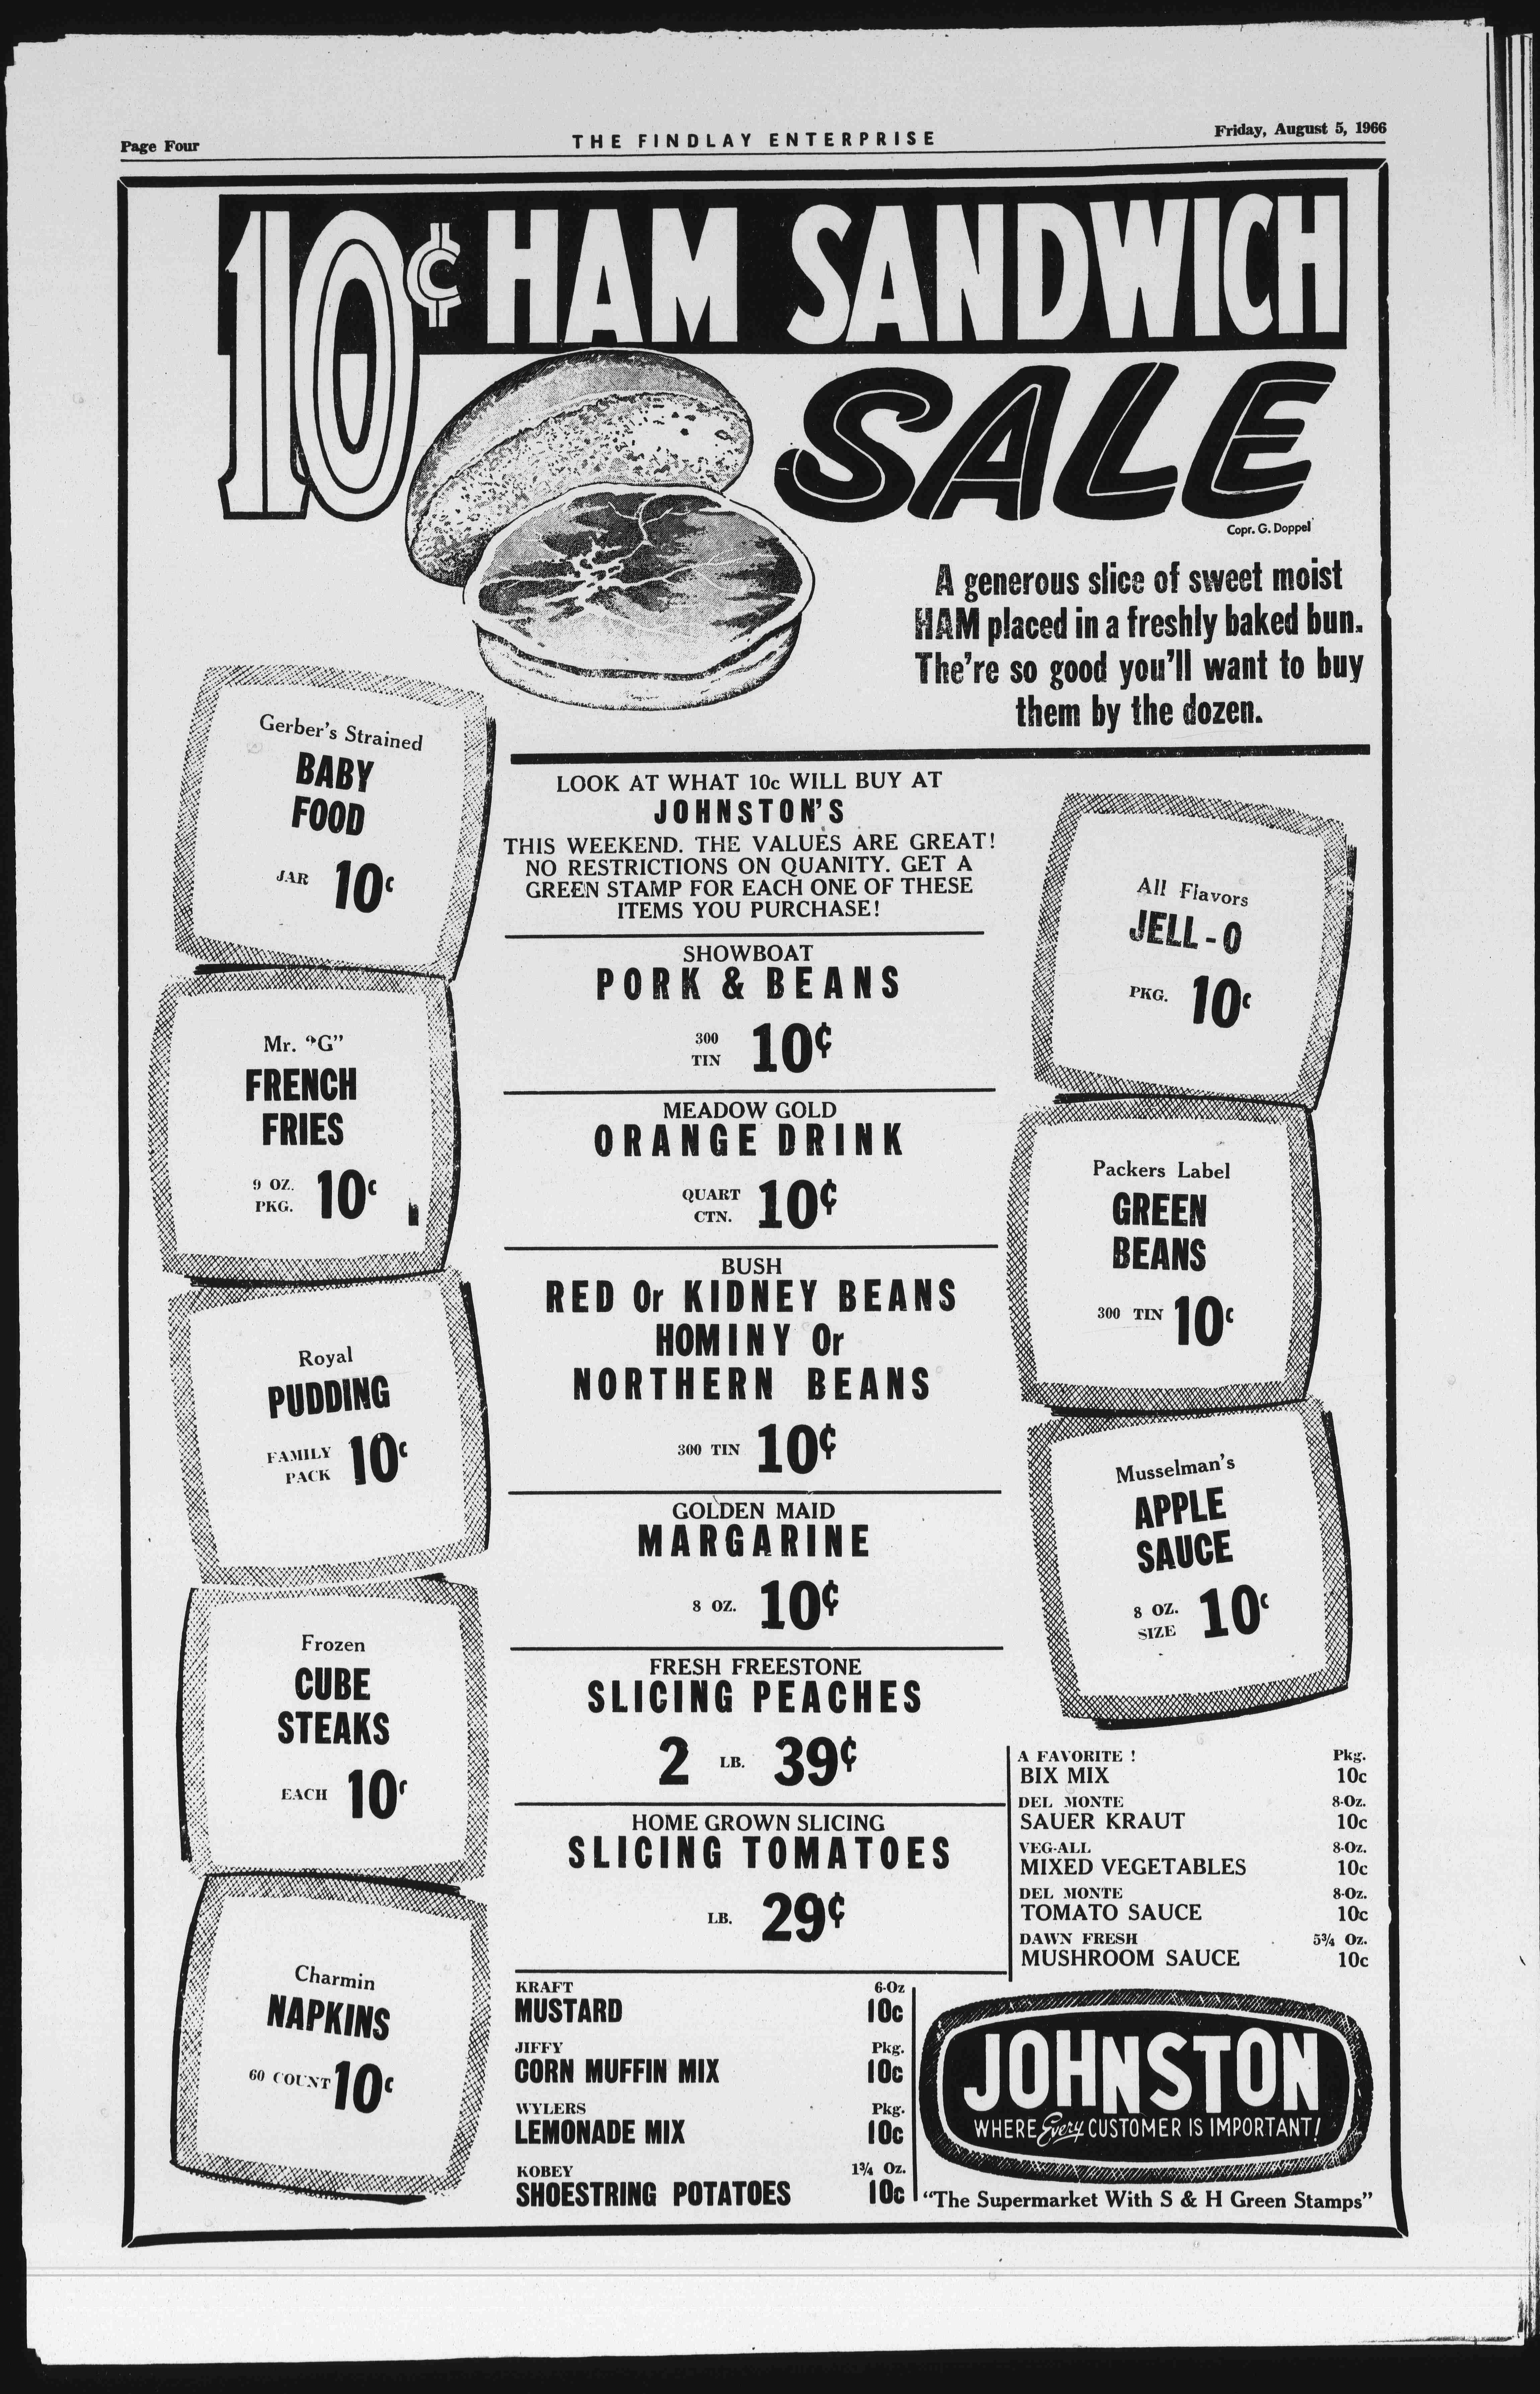 Page Four
THE FINDLAY ENTERPRISE
Friday, August 5, 1966
10¢ HAM SANDWICH
SALE
Copr. G. Doppel
A generous slice of sweet moist
HAM placed in a freshly baked bun.
The're so good you'll want to buy
them by the dozen.
Gerber's Strained
BABY
FOOD
JAR 10c
Mr. "G"
FRENCH
FRIES
9 OZ.
PKG. 10c
Royal
PUDDING
FAMILY
PACK 10c
Frozen
CUBE
STEAKS
EACH 10c
Charmin
NAPKINS
60 COUNT 10c
LOOK AT WHAT 10c WILL BUY AT
JOHNSTON'S
THIS WEEKEND. THE VALUES ARE GREAT!
NO RESTRICTIONS ON QUANITY. GET A
GREEN STAMP FOR EACH ONE OF THESE
ITEMS YOU PURCHASE!
SHOWBOAT
PORK & BEANS
300
TIN 10¢
MEADOW GOLD
ORANGE DRINK
QUART
CTN. 10¢
BUSH
RED Or KIDNEY BEANS
HOMINY Or
NORTHERN BEANS
300 TIN 10¢
GOLDEN MAID
MARGARINE
8 OZ. 10¢
FRESH FREESTONE
SLICING PEACHES
2 LB. 39¢
HOME GROWN SLICING
SLICING TOMATOES
LB. 29¢
All Flavors
JELL-O
PKG. 10c
Packers Label
GREEN
BEANS
300 TIN 10c
Musselman's
APPLE
SAUCE
8 OZ.
SIZE 10c
A FAVORITE ! Pkg.
BIX MIX 10c
DEL MONTE 8-Oz.
SAUER KRAUT 10c
VEG-ALL 8-Oz.
MIXED VEGETABLES 10c
DEL MONTE 8-Oz.
TOMATO SAUCE 10c
DAWN FRESH 5¾ Oz.
MUSHROOM SAUCE 10c
KRAFT 6-Oz
MUSTARD 10c
JIFFY Pkg.
CORN MUFFIN MIX 10c
WYLERS Pkg.
LEMONADE MIX 10c
KOBEY 1¾ Oz.
SHOESTRING POTATOES 10c
JOHNSTON
WHERE Every CUSTOMER IS IMPORTANT!
"The Supermarket With S & H Green Stamps"